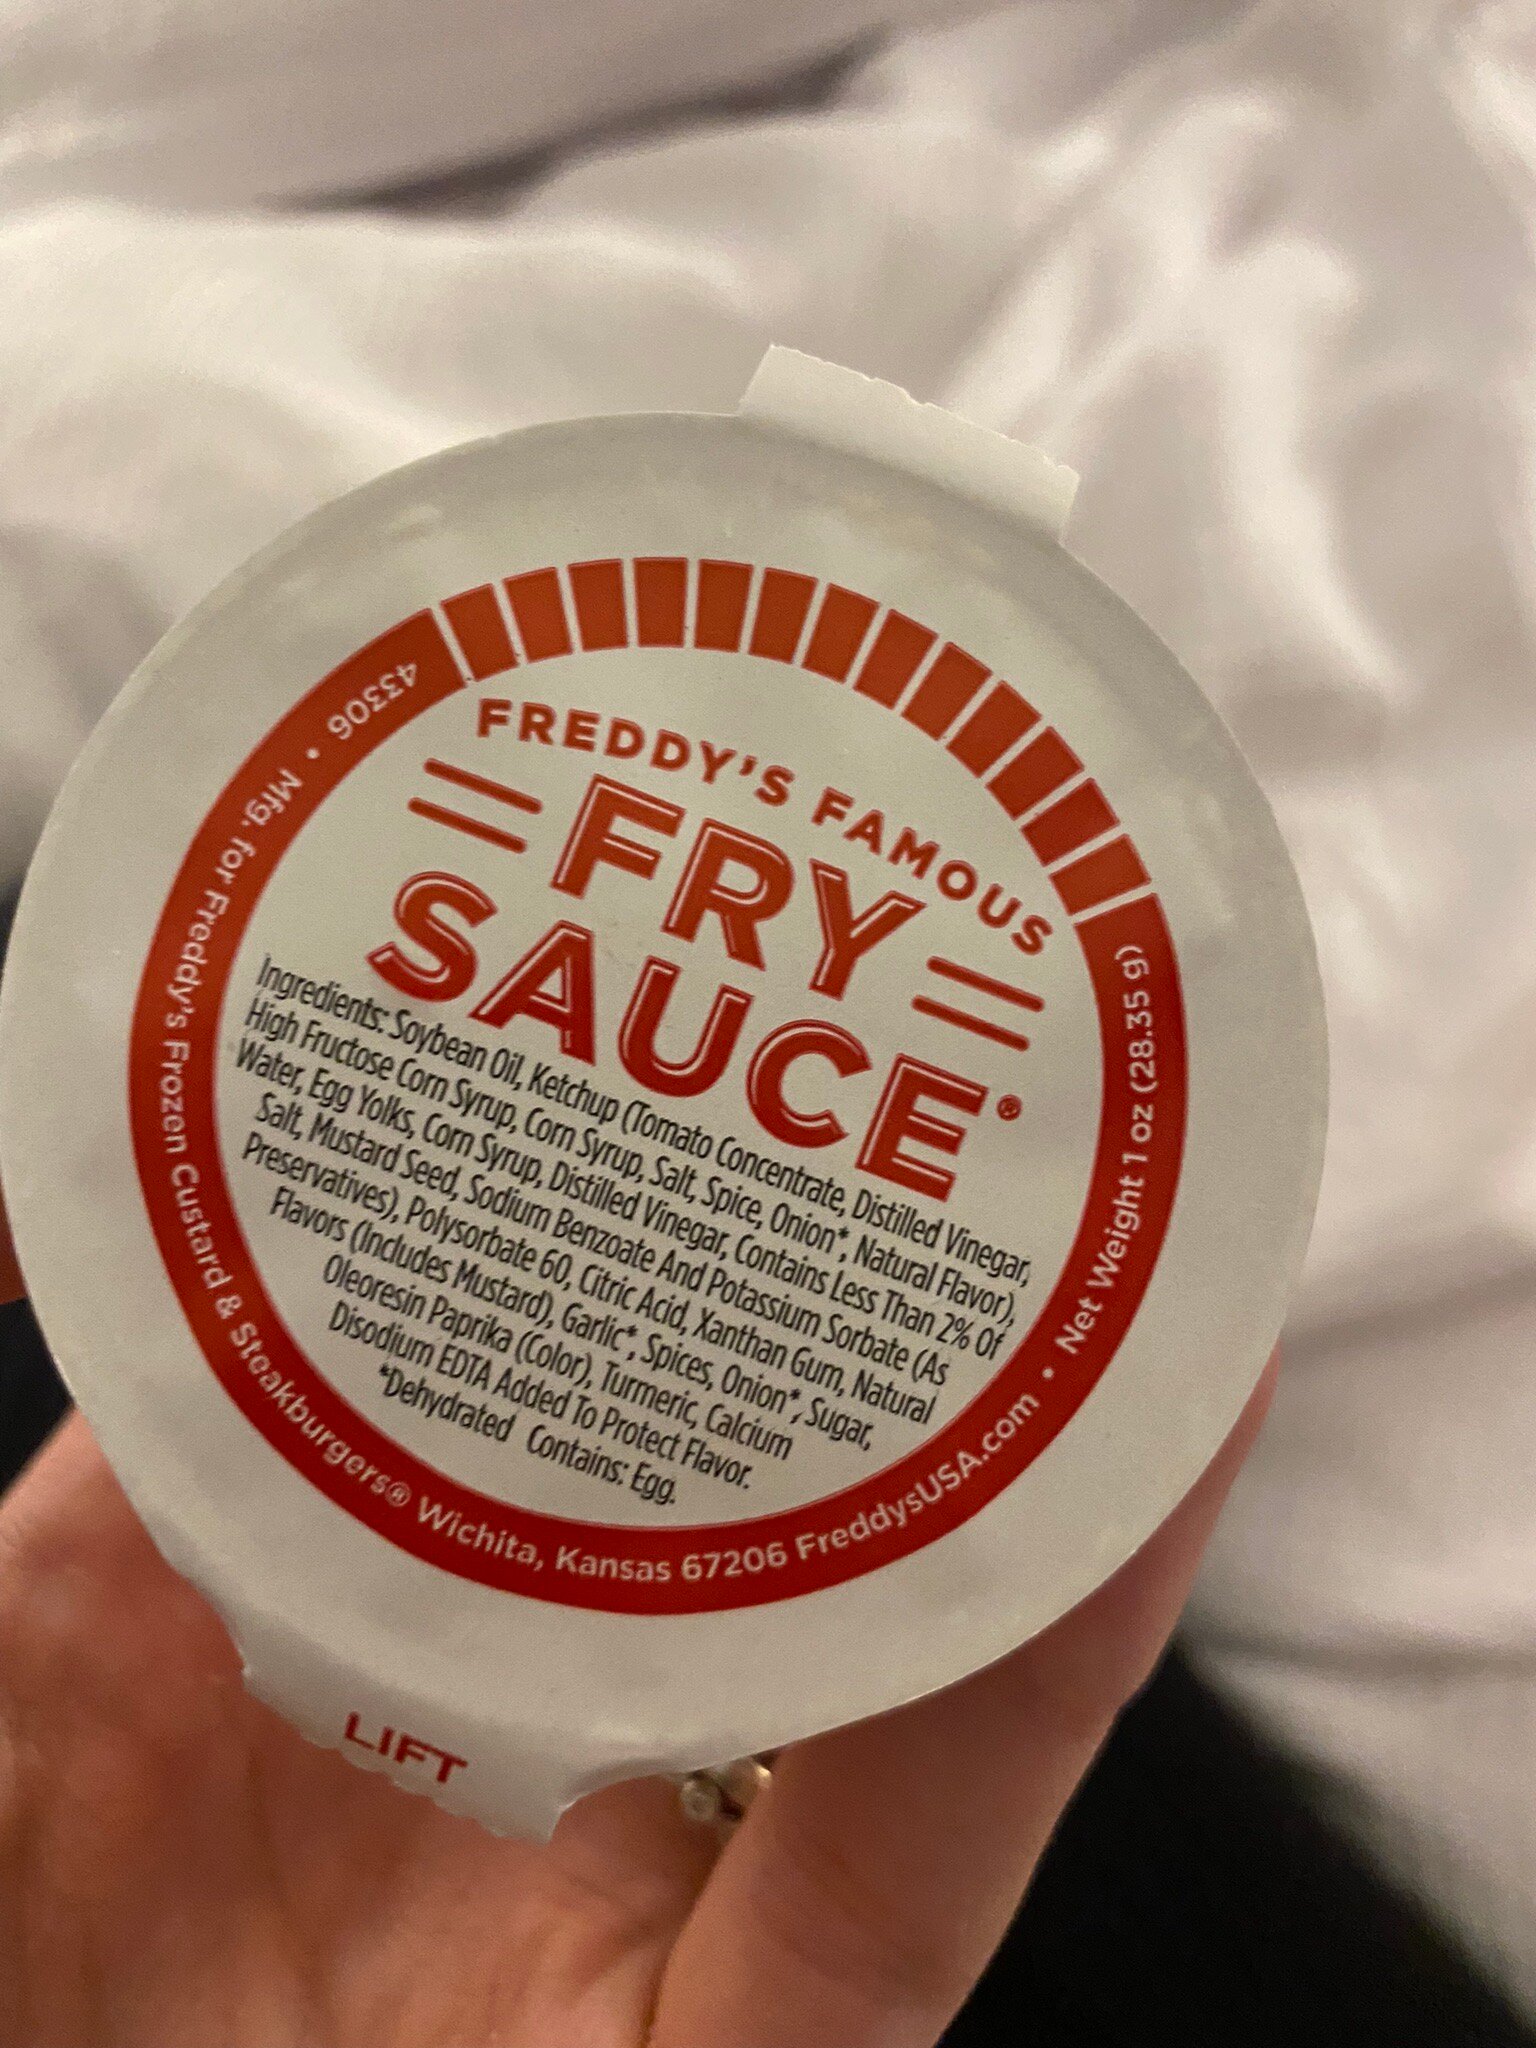 FREDDY'S FAMOUS
FRY
SAUCE®
Ingredients: Soybean Oil, Ketchup (Tomato Concentrate, Distilled Vinegar,
High Fructose Corn Syrup, Corn Syrup, Salt, Spice, Onion*, Natural Flavor),
Water, Egg Yolks, Corn Syrup, Distilled Vinegar, Contains Less Than 2% Of
Salt, Mustard Seed, Sodium Benzoate And Potassium Sorbate (As
Preservatives), Polysorbate 60, Citric Acid, Xanthan Gum, Natural
Flavors (Includes Mustard), Garlic*, Spices, Onion*, Sugar,
Oleoresin Paprika (Color), Turmeric, Calcium
Disodium EDTA Added To Protect Flavor.
*Dehydrated Contains: Egg.
43306 • Mfg. for Freddy's Frozen Custard & Steakburgers® Wichita, Kansas 67206 FreddysUSA.com • Net Weight 1 oz (28.35 g)
LIFT